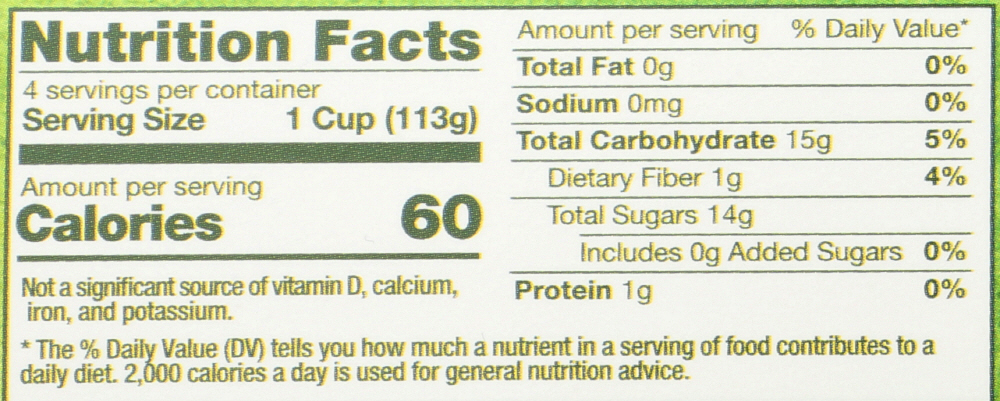 Nutrition Facts
4 servings per container
Serving Size 1 Cup (113g)
Amount per serving
Calories 60
Not a significant source of vitamin D, calcium,
iron, and potassium.
Amount per serving % Daily Value*
Total Fat 0g 0%
Sodium 0mg 0%
Total Carbohydrate 15g 5%
Dietary Fiber 1g 4%
Total Sugars 14g
Includes 0g Added Sugars 0%
Protein 1g 0%
* The % Daily Value (DV) tells you how much a nutrient in a serving of food contributes to a
daily diet. 2,000 calories a day is used for general nutrition advice.